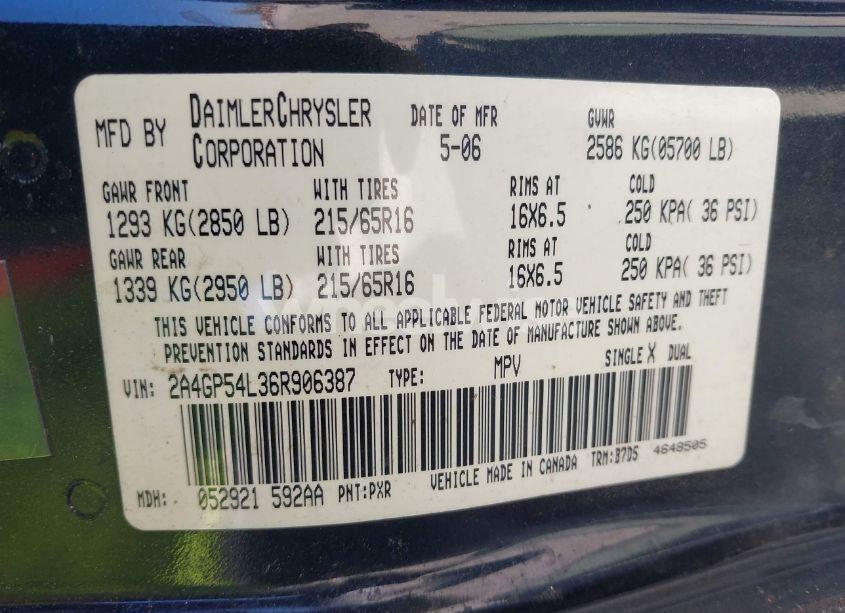 MFD BY DAIMLERCHRYSLER CORPORATION DATE OF MFR 5-06 GVWR 2586 KG(05700 LB)
GAWR FRONT WITH TIRES RIMS AT COLD
1293 KG(2850 LB) 215/65R16 16X6.5 250 KPA( 36 PSI)
GAWR REAR WITH TIRES RIMS AT COLD
1339 KG(2950 LB) 215/65R16 16X6.5 250 KPA( 36 PSI)
THIS VEHICLE CONFORMS TO ALL APPLICABLE FEDERAL MOTOR VEHICLE SAFETY AND THEFT
PREVENTION STANDARDS IN EFFECT ON THE DATE OF MANUFACTURE SHOWN ABOVE.
VIN: 2A4GP54L36R906387 TYPE: MPV SINGLE X DUAL
MDH: 052921 592AA PNT:PXR VEHICLE MADE IN CANADA TRM:B7D5 4648505